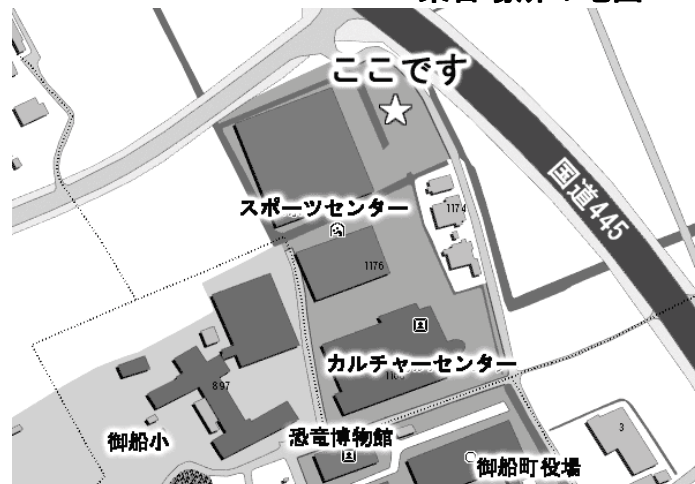 ここです
国道445
スポーツセンター
1174
1176
カルチャーセンター
897
御船小
恐竜博物館
3
御船町役場